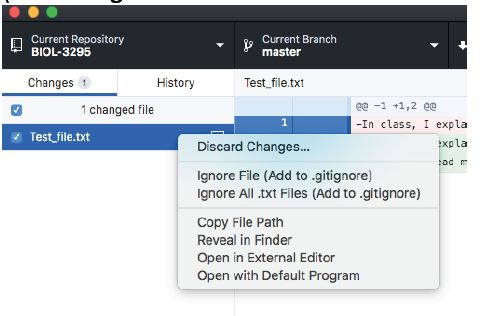 Current Repository
BIOL-3295
Current Branch
master
Changes 1
History
Test_file.txt
1 changed file
@@ -1 +1,2 @@
1
-In class, I expla
Test_file.txt
expla
ead m
Discard Changes...
Ignore File (Add to .gitignore)
Ignore All .txt Files (Add to .gitignore)
Copy File Path
Reveal in Finder
Open in External Editor
Open with Default Program